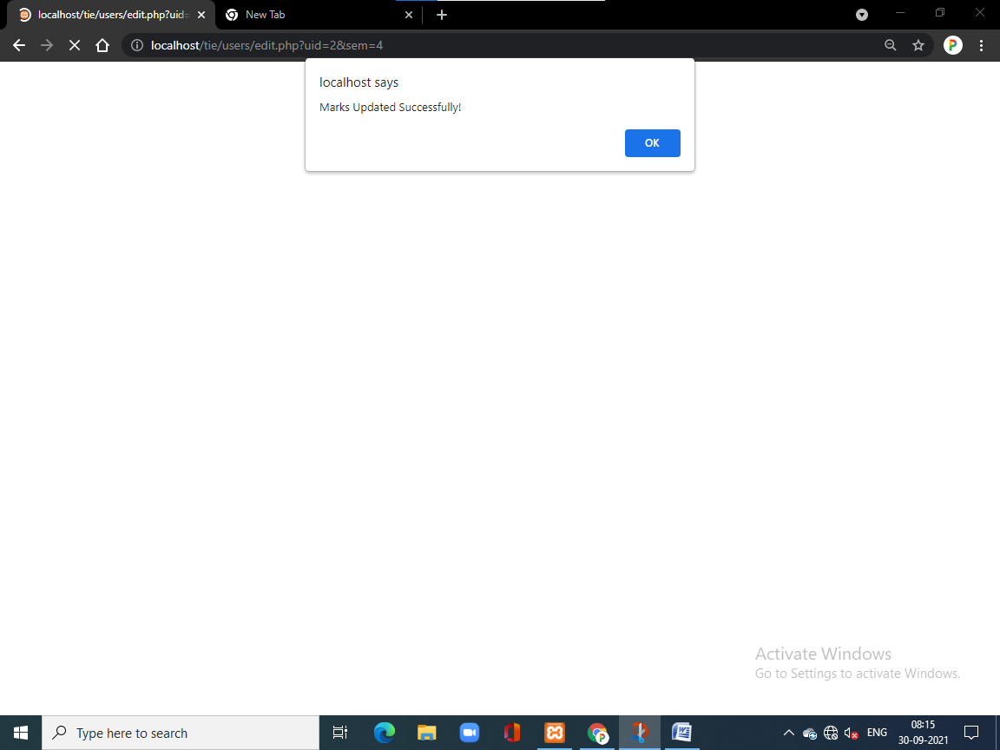 localhost/tie/users/edit.php?uid=
New Tab
localhost/tie/users/edit.php?uid=2&sem=4
P
localhost says
Marks Updated Successfully!
OK
Activate Windows
Go to Settings to activate Windows.
Type here to search
P
W
ENG
08:15
30-09-2021